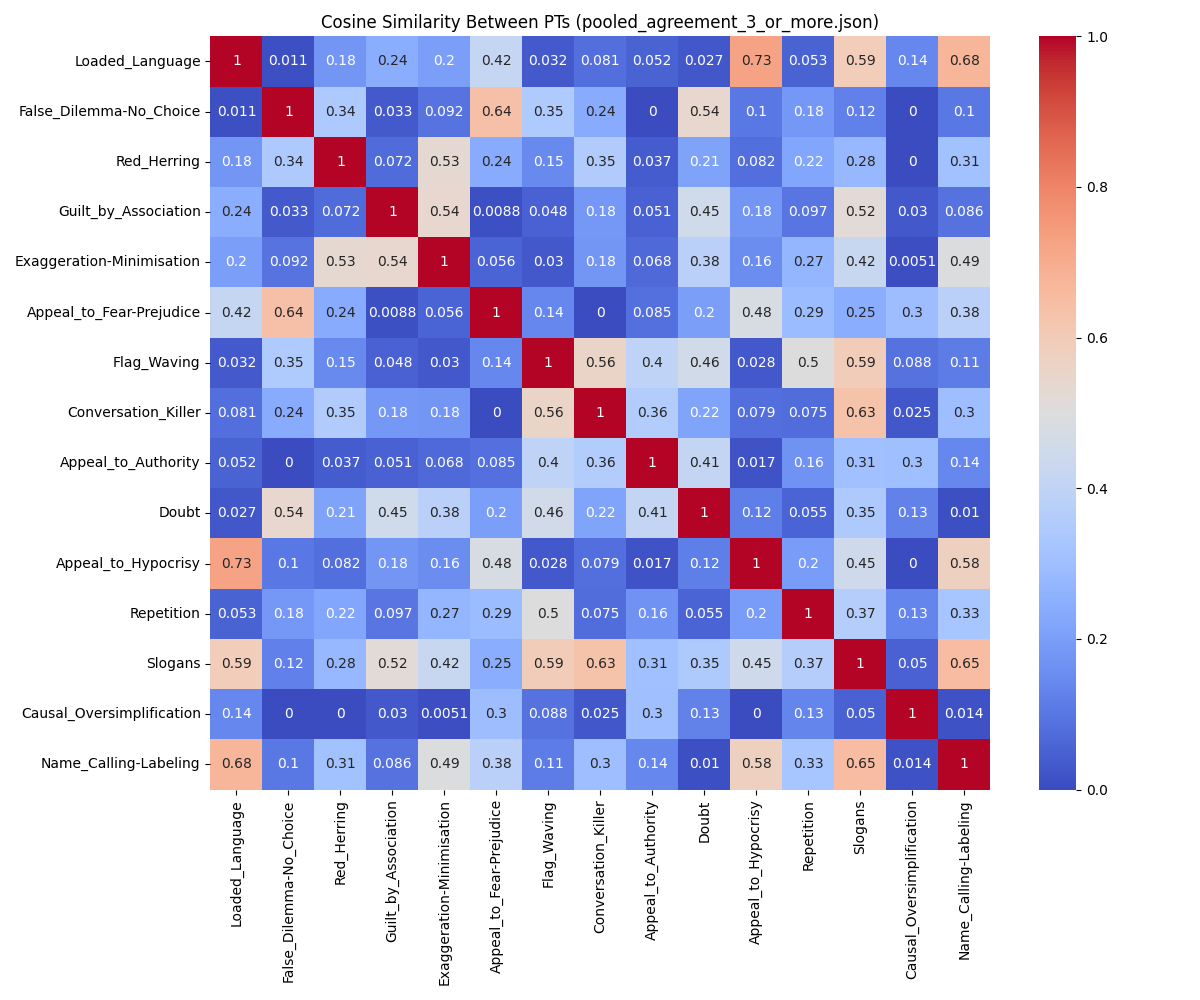 Cosine Similarity Between PTs (pooled_agreement_3_or_more.json)
Loaded_Language 1 0.011 0.18 0.24 0.2 0.42 0.032 0.081 0.052 0.027 0.73 0.053 0.59 0.14 0.68
False_Dilemma-No_Choice 0.011 1 0.34 0.033 0.092 0.64 0.35 0.24 0 0.54 0.1 0.18 0.12 0 0.1
Red_Herring 0.18 0.34 1 0.072 0.53 0.24 0.15 0.35 0.037 0.21 0.082 0.22 0.28 0 0.31
Guilt_by_Association 0.24 0.033 0.072 1 0.54 0.0088 0.048 0.18 0.051 0.45 0.18 0.097 0.52 0.03 0.086
Exaggeration-Minimisation 0.2 0.092 0.53 0.54 1 0.056 0.03 0.18 0.068 0.38 0.16 0.27 0.42 0.0051 0.49
Appeal_to_Fear-Prejudice 0.42 0.64 0.24 0.0088 0.056 1 0.14 0 0.085 0.2 0.48 0.29 0.25 0.3 0.38
Flag_Waving 0.032 0.35 0.15 0.048 0.03 0.14 1 0.56 0.4 0.46 0.028 0.5 0.59 0.088 0.11
Conversation_Killer 0.081 0.24 0.35 0.18 0.18 0 0.56 1 0.36 0.22 0.079 0.075 0.63 0.025 0.3
Appeal_to_Authority 0.052 0 0.037 0.051 0.068 0.085 0.4 0.36 1 0.41 0.017 0.16 0.31 0.3 0.14
Doubt 0.027 0.54 0.21 0.45 0.38 0.2 0.46 0.22 0.41 1 0.12 0.055 0.35 0.13 0.01
Appeal_to_Hypocrisy 0.73 0.1 0.082 0.18 0.16 0.48 0.028 0.079 0.017 0.12 1 0.2 0.45 0 0.58
Repetition 0.053 0.18 0.22 0.097 0.27 0.29 0.5 0.075 0.16 0.055 0.2 1 0.37 0.13 0.33
Slogans 0.59 0.12 0.28 0.52 0.42 0.25 0.59 0.63 0.31 0.35 0.45 0.37 1 0.05 0.65
Causal_Oversimplification 0.14 0 0 0.03 0.0051 0.3 0.088 0.025 0.3 0.13 0 0.13 0.05 1 0.014
Name_Calling-Labeling 0.68 0.1 0.31 0.086 0.49 0.38 0.11 0.3 0.14 0.01 0.58 0.33 0.65 0.014 1
Loaded_Language
False_Dilemma-No_Choice
Red_Herring
Guilt_by_Association
Exaggeration-Minimisation
Appeal_to_Fear-Prejudice
Flag_Waving
Conversation_Killer
Appeal_to_Authority
Doubt
Appeal_to_Hypocrisy
Repetition
Slogans
Causal_Oversimplification
Name_Calling-Labeling
1.0
0.8
0.6
0.4
0.2
0.0